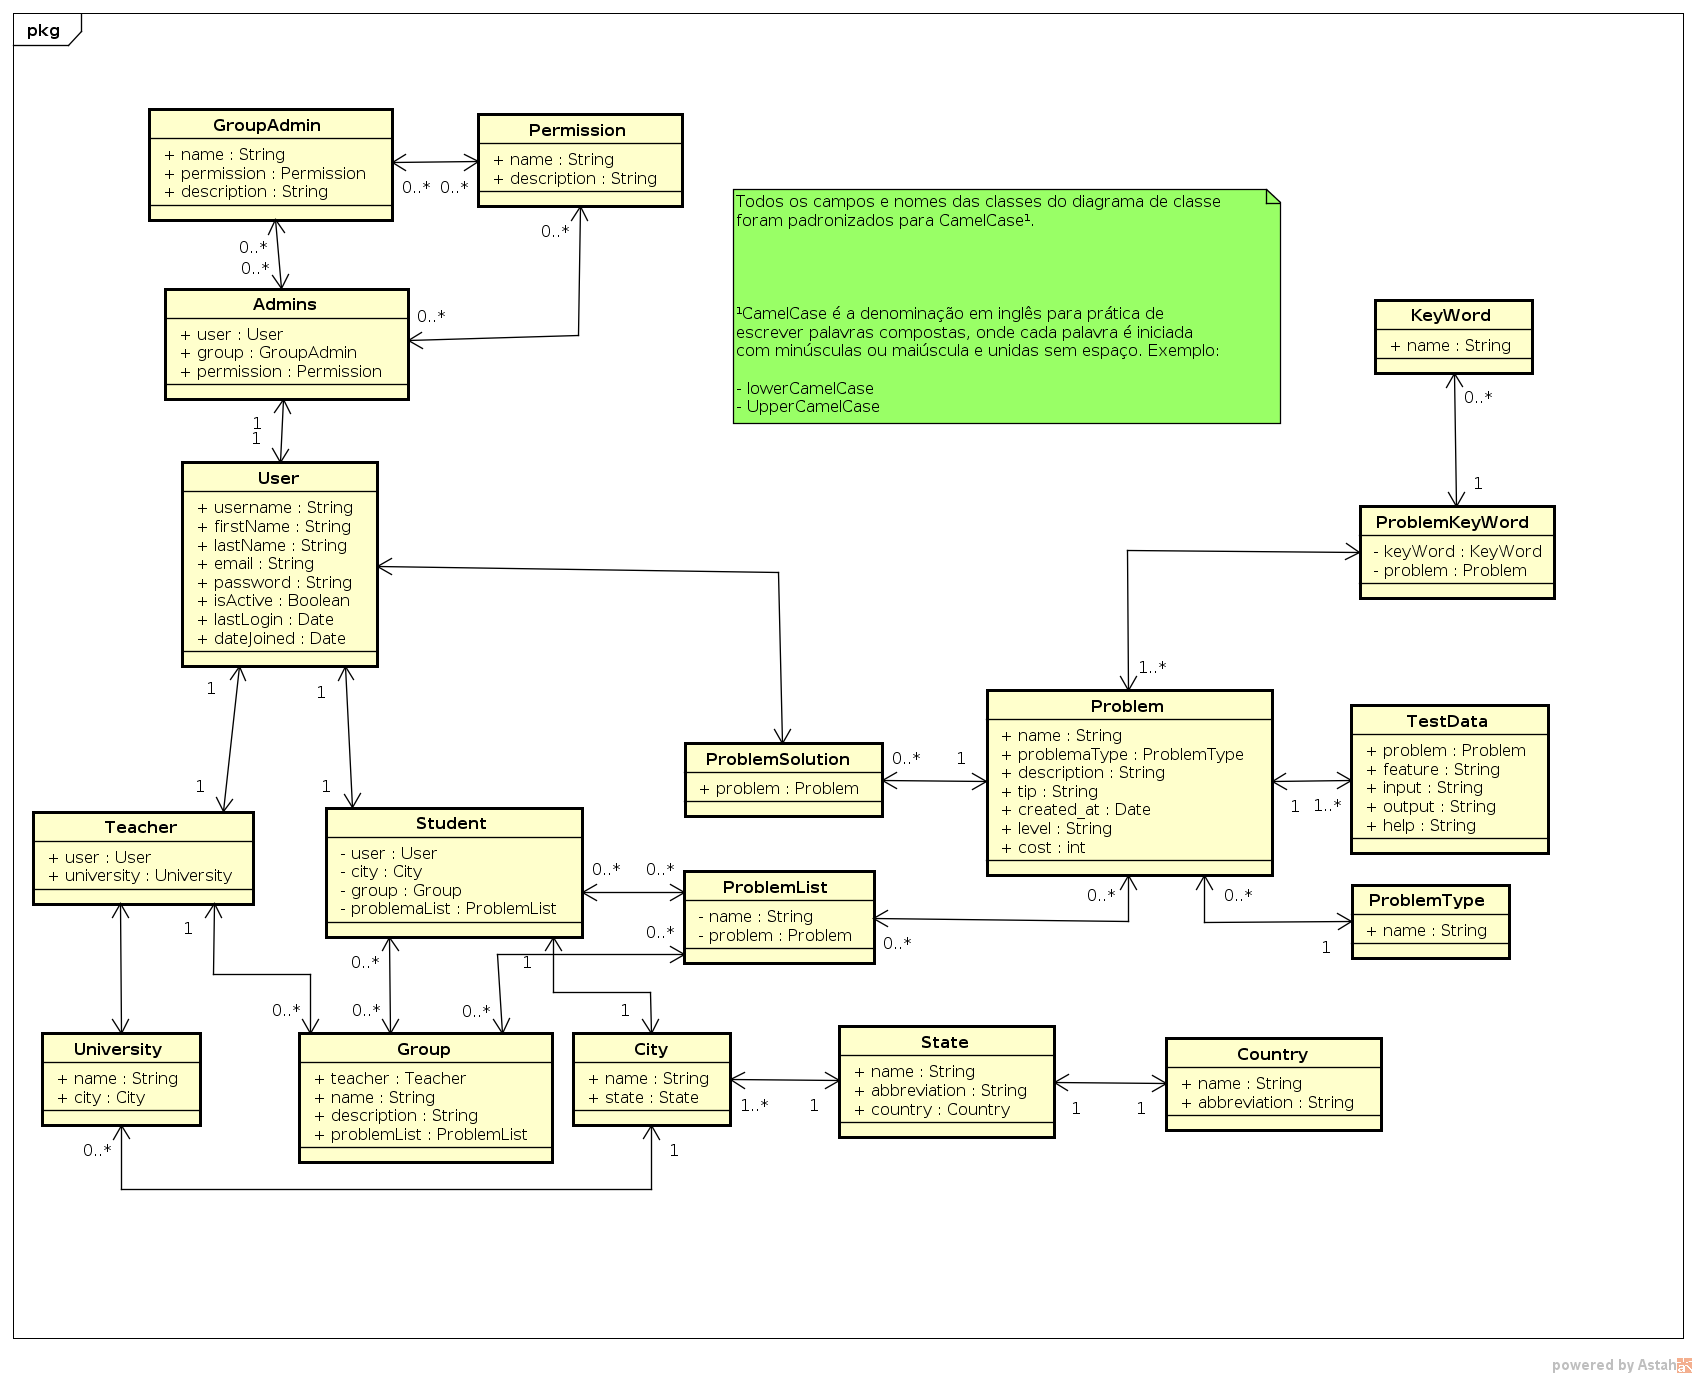 pkg
GroupAdmin
+ name : String
+ permission : Permission
+ description : String
Permission
+ name : String
+ description : String
0..* 0..*
0..*
0..*
0..*
0..*
Todos os campos e nomes das classes do diagrama de classe
foram padronizados para CamelCase¹.
¹CamelCase é a denominação em inglês para prática de
escrever palavras compostas, onde cada palavra é iniciada
com minúsculas ou maiúscula e unidas sem espaço. Exemplo:
- lowerCamelCase
- UpperCamelCase
Admins
+ user : User
+ group : GroupAdmin
+ permission : Permission
1
1
KeyWord
+ name : String
0..*
1
User
+ username : String
+ firstName : String
+ lastName : String
+ email : String
+ password : String
+ isActive : Boolean
+ lastLogin : Date
+ dateJoined : Date
ProblemKeyWord
- keyWord : KeyWord
- problem : Problem
1..*
1
1
1
1
ProblemSolution
+ problem : Problem
0..*
1
Problem
+ name : String
+ problemaType : ProblemType
+ description : String
+ tip : String
+ created_at : Date
+ level : String
+ cost : int
1
1..*
TestData
+ problem : Problem
+ feature : String
+ input : String
+ output : String
+ help : String
Teacher
+ user : User
+ university : University
Student
- user : User
- city : City
- group : Group
- problemaList : ProblemList
0..*
0..*
ProblemList
- name : String
- problem : Problem
0..*
0..*
0..*
0..*
1
ProblemType
+ name : String
1
0..*
0..*
0..*
0..*
1
1
University
+ name : String
+ city : City
Group
+ teacher : Teacher
+ name : String
+ description : String
+ problemList : ProblemList
City
+ name : String
+ state : State
1..*
1
State
+ name : String
+ abbreviation : String
+ country : Country
1
1
Country
+ name : String
+ abbreviation : String
0..*
1
powered by Astah